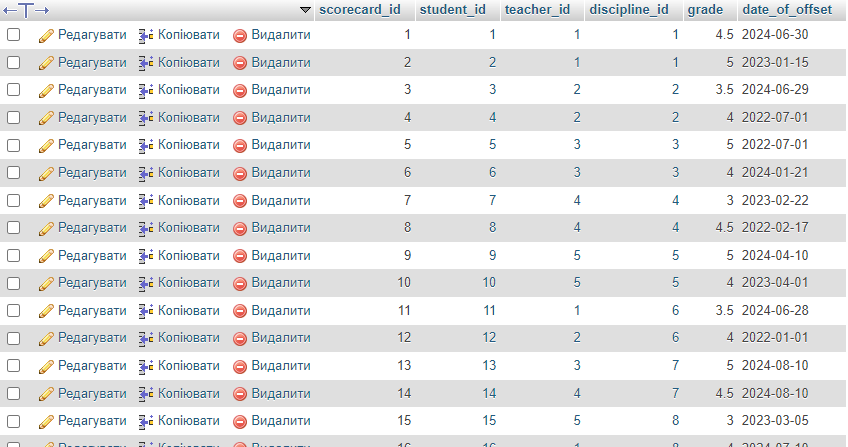 scorecard_id student_id teacher_id discipline_id grade date_of_offset
Редагувати Копіювати Видалити 1 1 1 1 4.5 2024-06-30
Редагувати Копіювати Видалити 2 2 1 1 5 2023-01-15
Редагувати Копіювати Видалити 3 3 2 2 3.5 2024-06-29
Редагувати Копіювати Видалити 4 4 2 2 4 2022-07-01
Редагувати Копіювати Видалити 5 5 3 3 5 2022-07-01
Редагувати Копіювати Видалити 6 6 3 3 4 2024-01-21
Редагувати Копіювати Видалити 7 7 4 4 3 2023-02-22
Редагувати Копіювати Видалити 8 8 4 4 4.5 2022-02-17
Редагувати Копіювати Видалити 9 9 5 5 5 2024-04-10
Редагувати Копіювати Видалити 10 10 5 5 4 2023-04-01
Редагувати Копіювати Видалити 11 11 1 6 3.5 2024-06-28
Редагувати Копіювати Видалити 12 12 2 6 4 2022-01-01
Редагувати Копіювати Видалити 13 13 3 7 5 2024-08-10
Редагувати Копіювати Видалити 14 14 4 7 4.5 2024-08-10
Редагувати Копіювати Видалити 15 15 5 8 3 2023-03-05